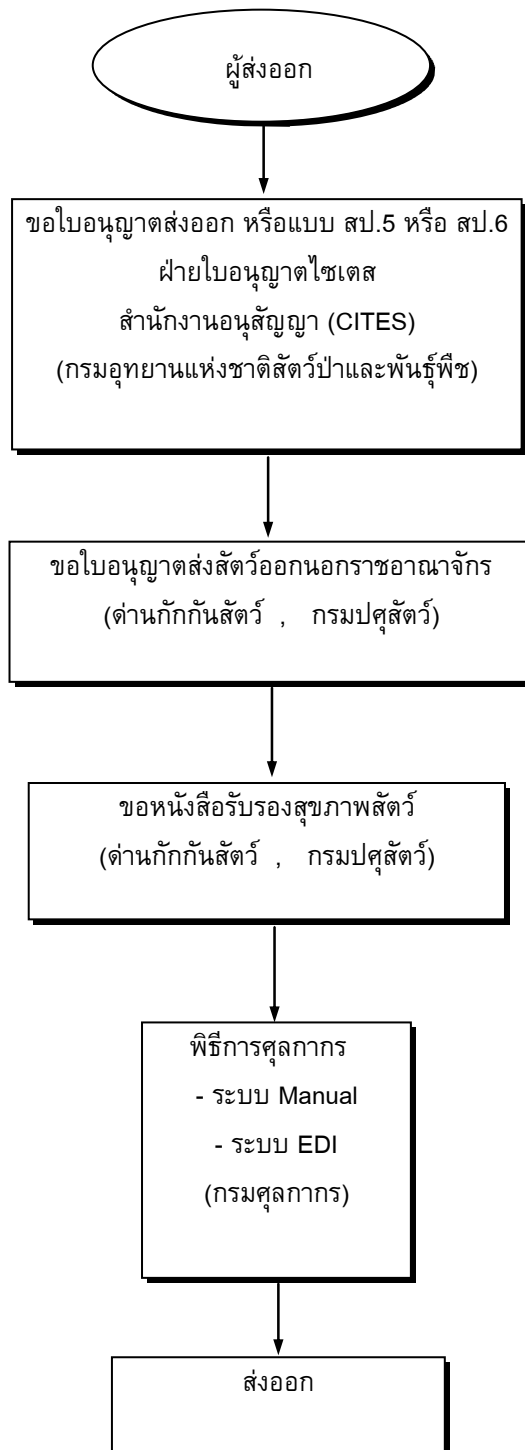 ผู้ส่งออก
ขอใบอนุญาตส่งออก หรือแบบ สป.5 หรือ สป.6
ฝ่ายใบอนุญาตไซเตส
สำนักงานอนุสัญญา (CITES)
(กรมอุทยานแห่งชาติสัตว์ป่าและพันธุ์พืช)
ขอใบอนุญาตส่งสัตว์ออกนอกราชอาณาจักร
(ด่านกักกันสัตว์ , กรมปศุสัตว์)
ขอหนังสือรับรองสุขภาพสัตว์
(ด่านกักกันสัตว์ , กรมปศุสัตว์)
พิธีการศุลกากร
- ระบบ Manual
- ระบบ EDI
(กรมศุลกากร)
ส่งออก